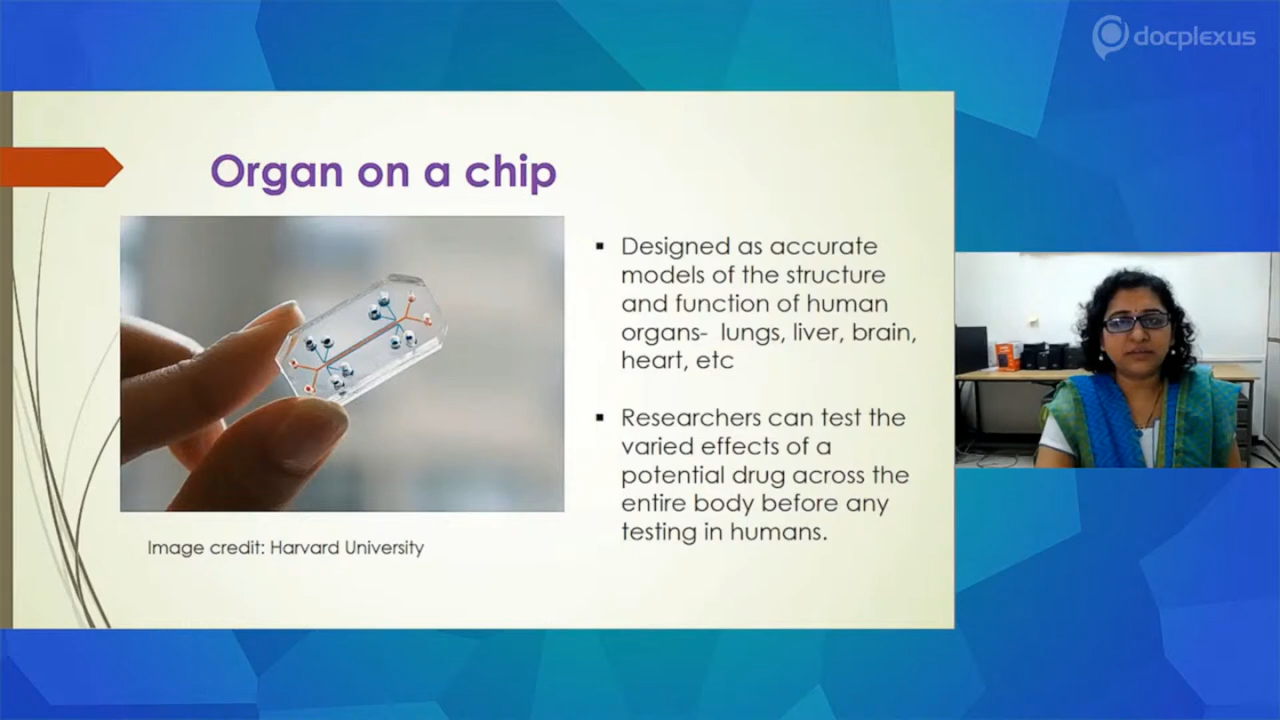 docplexus
Organ on a chip
▪ Designed as accurate
models of the structure
and function of human
organs- lungs, liver, brain,
heart, etc
▪ Researchers can test the
varied effects of a
potential drug across the
entire body before any
testing in humans.
Image credit: Harvard University